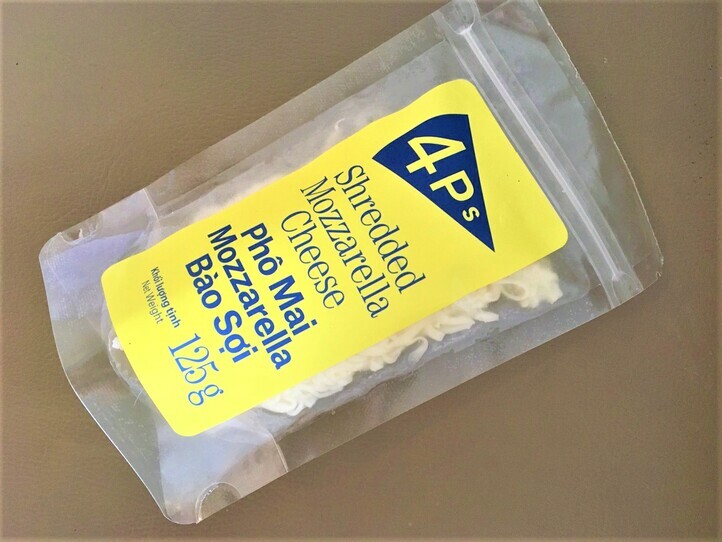 4Ps
Shredded
Mozzarella
Cheese
Phô Mai
Mozzarella
Bào Sợi
Khối lượng tịnh
Net Weight
125g